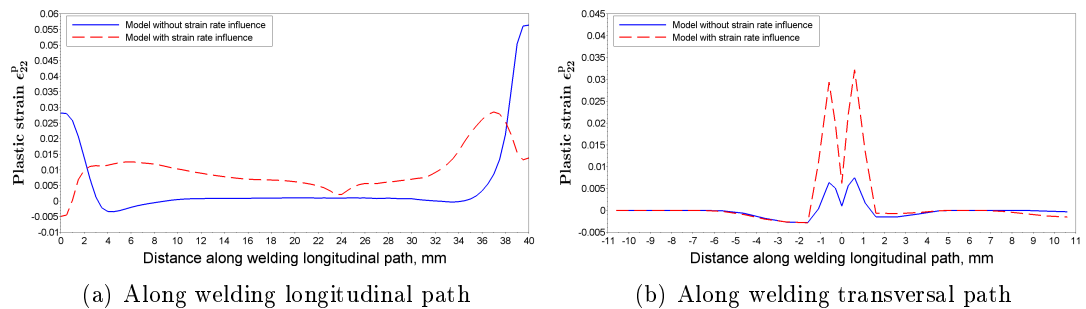 0.06
0.055
0.05
0.045
0.04
0.035
0.03
0.025
0.02
0.015
0.01
0.005
0
-0.005
-0.01
Plastic strain ϵ₂₂ᵖ
Model without strain rate influence
Model with strain rate influence
0 2 4 6 8 10 12 14 16 18 20 22 24 26 28 30 32 34 36 38 40
Distance along welding longitudinal path, mm
(a) Along welding longitudinal path
0.045
0.04
0.035
0.03
0.025
0.02
0.015
0.01
0.005
0
-0.005
Plastic strain ϵ₂₂ᵖ
Model without strain rate influence
Model with strain rate influence
-11 -10 -9 -8 -7 -6 -5 -4 -3 -2 -1 0 1 2 3 4 5 6 7 8 9 10 11
Distance along welding longitudinal path, mm
(b) Along welding transversal path